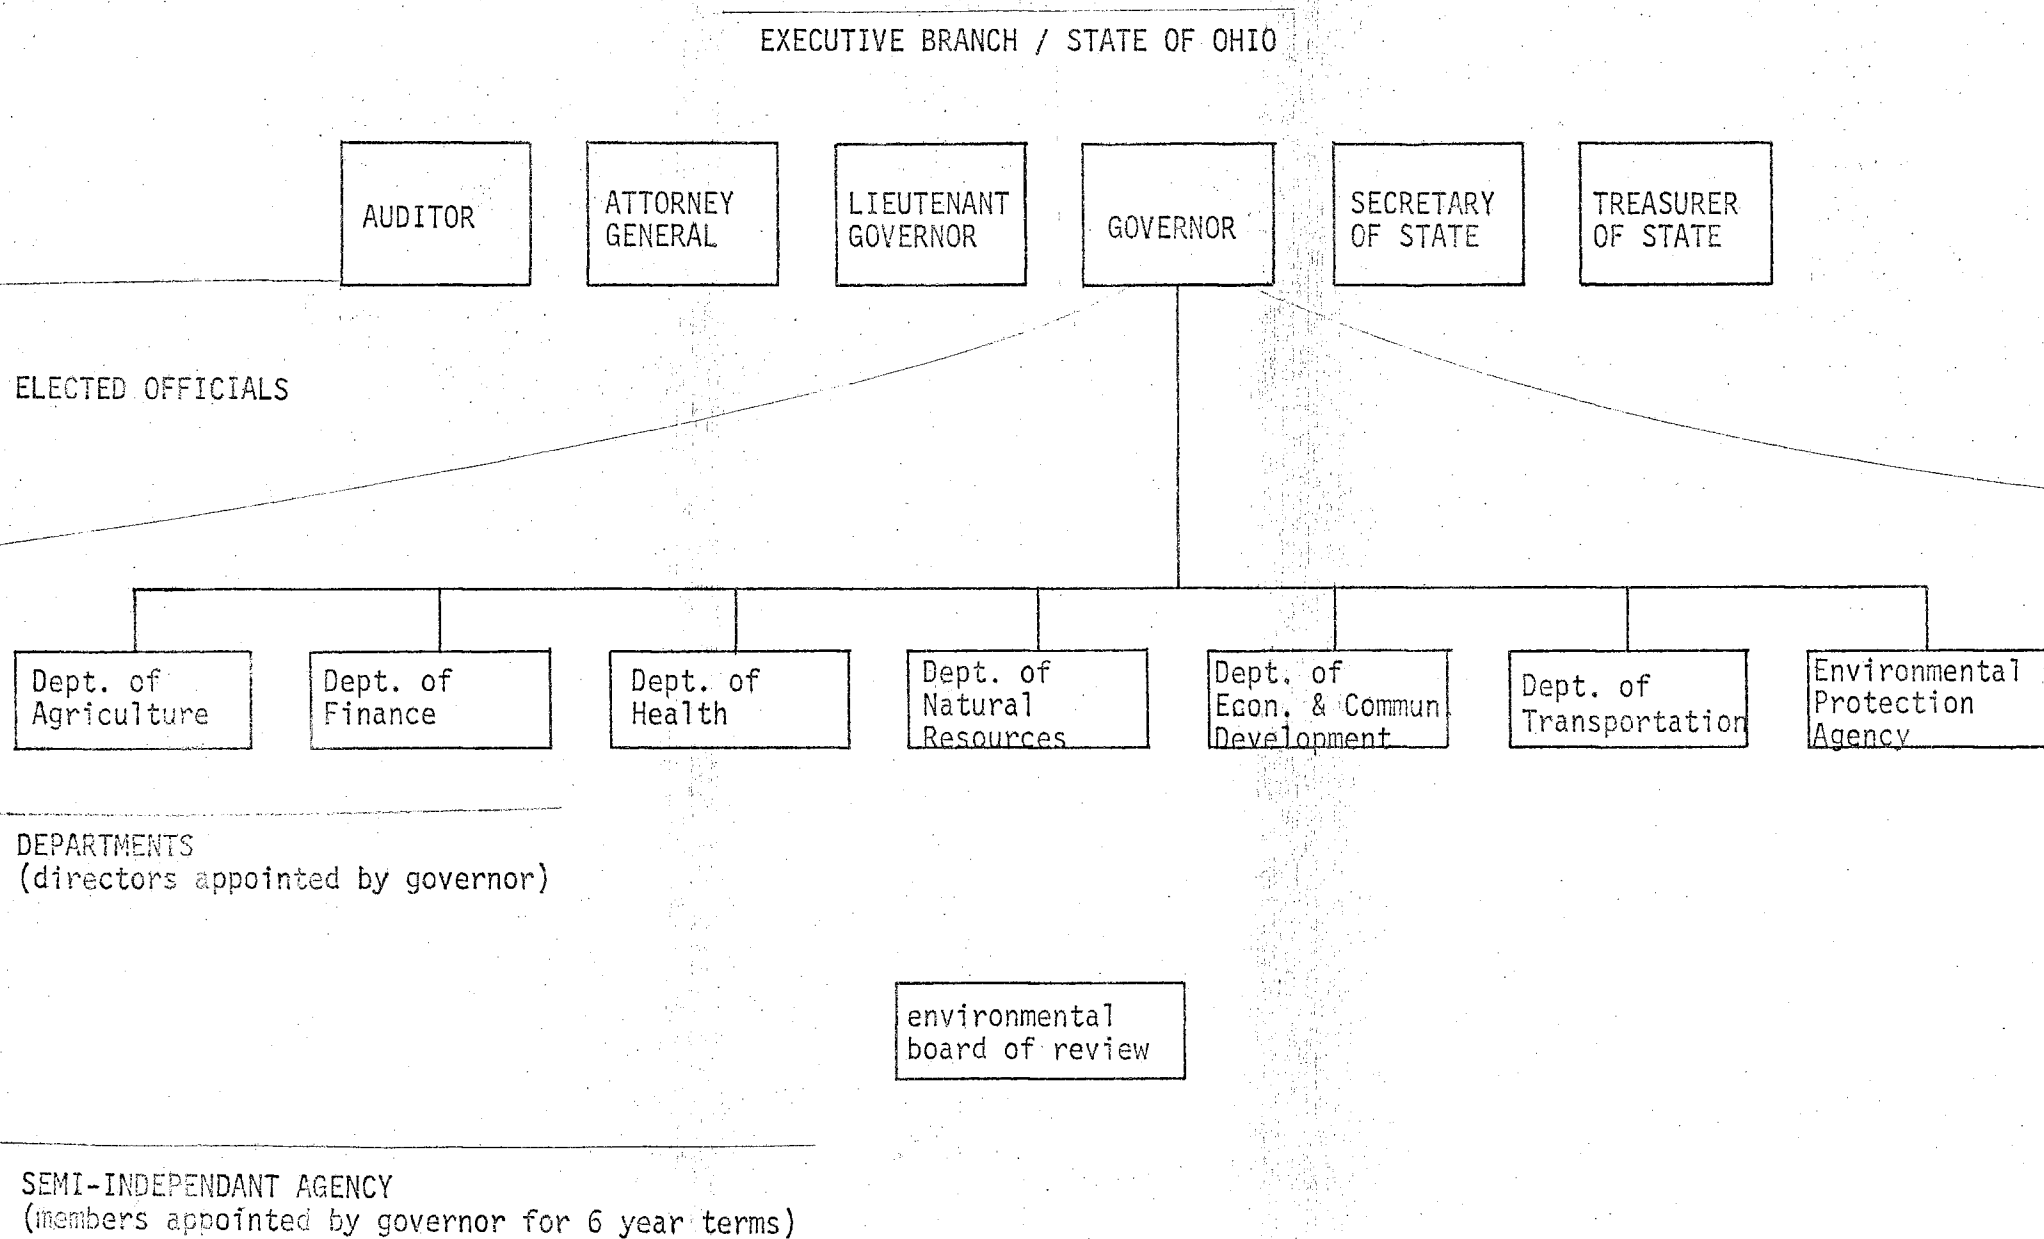 EXECUTIVE BRANCH / STATE OF OHIO
AUDITOR
ATTORNEY
GENERAL
LIEUTENANT
GOVERNOR
GOVERNOR
SECRETARY
OF STATE
TREASURER
OF STATE
ELECTED OFFICIALS
Dept. of
Agriculture
Dept. of
Finance
Dept. of
Health
Dept. of
Natural
Resources
Dept. of
Econ. & Commun
Development
Dept. of
Transportation
Environmental
Protection
Agency
DEPARTMENTS
(directors appointed by governor)
environmental
board of review
SEMI-INDEPENDANT AGENCY
(members appointed by governor for 6 year terms)